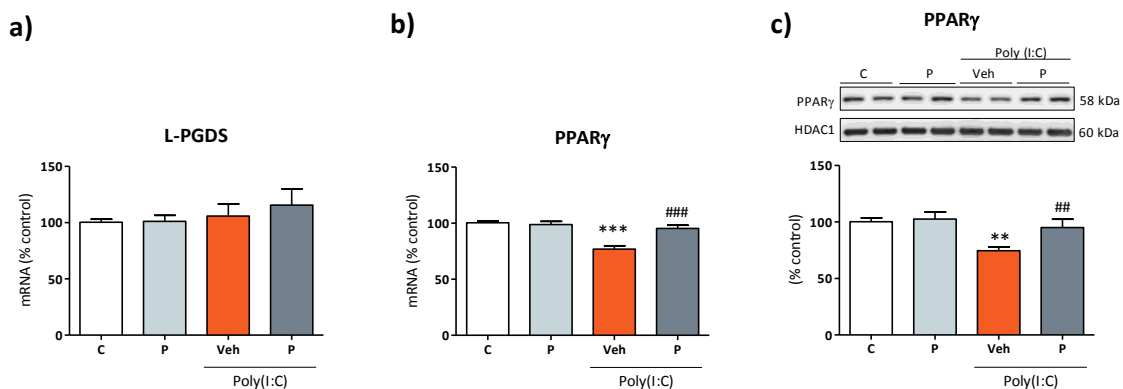 a)
L-PGDS
mRNA (% control)
150
100
50
0
C P Veh P
Poly(I:C)
b)
PPARγ
mRNA (% control)
150
100
50
0
***
###
C P Veh P
Poly(I:C)
c)
PPARγ
Poly (I:C)
C P Veh P
PPARγ 58 kDa
HDAC1 60 kDa
(% control)
150
100
50
0
**
##
C P Veh P
Poly(I:C)